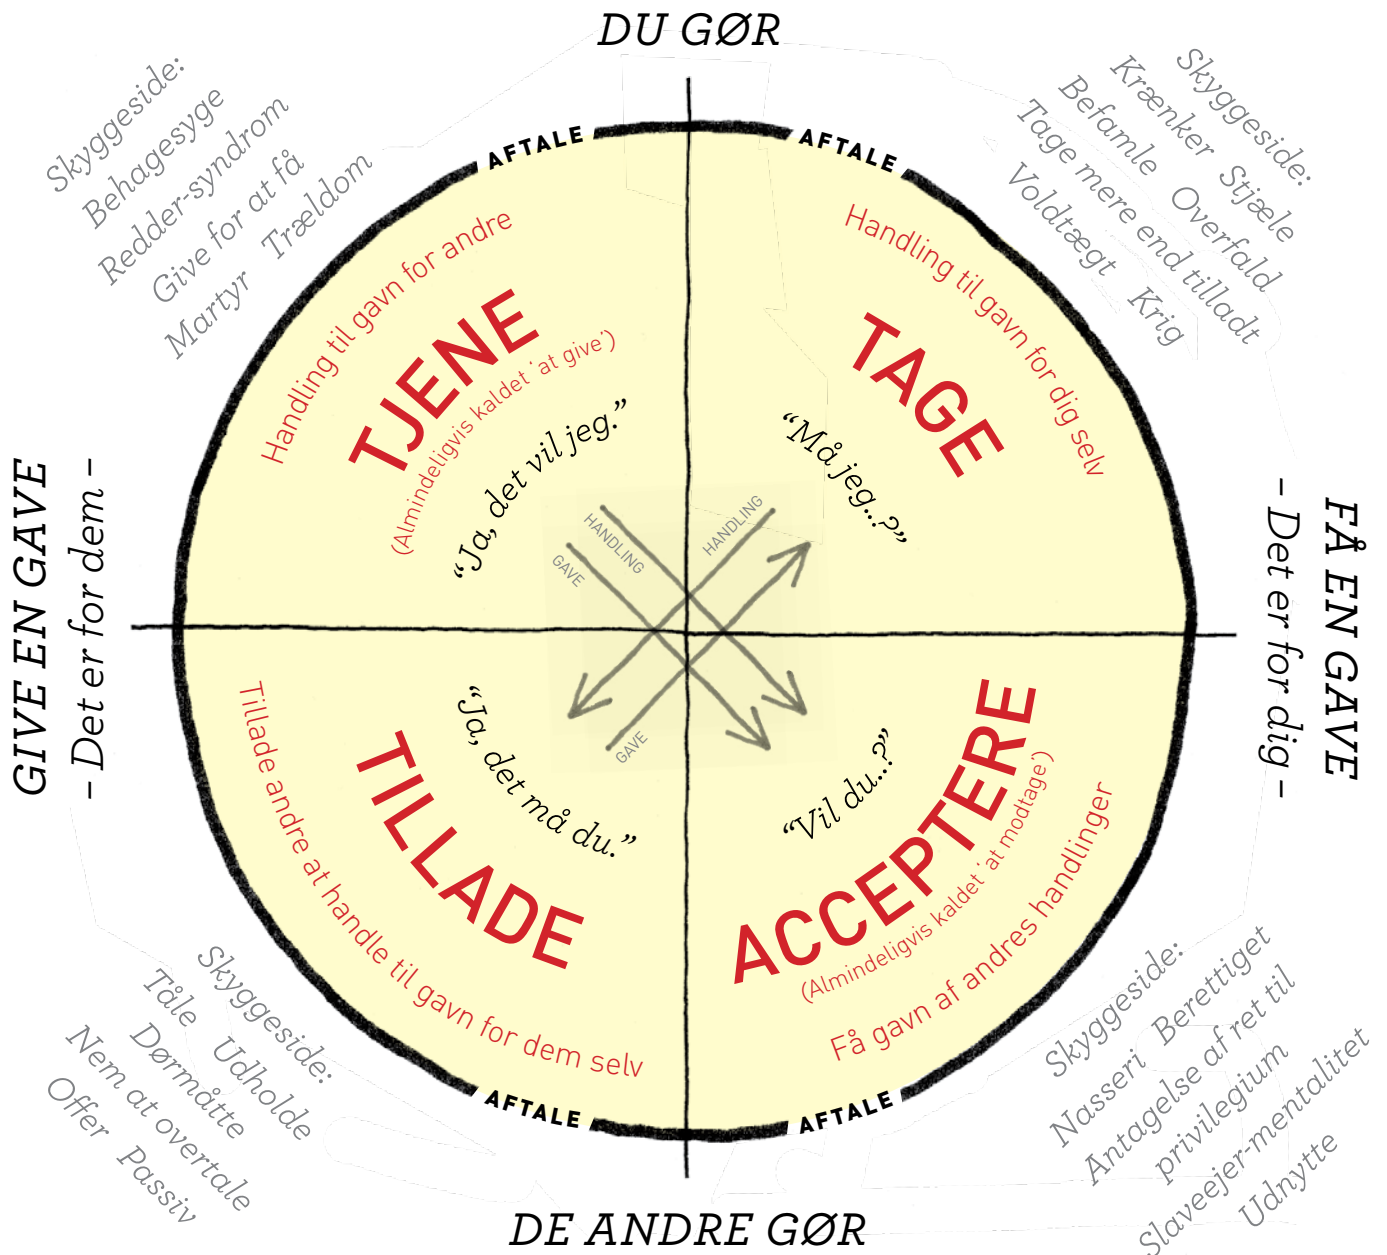 DU GØR
Skyggeside:
Behagesyge
Redder-syndrom
Give for at få
Martyr Trældom
Skyggeside:
Krænker Stjæle
Befamle Overfald
Tage mere end tilladt
Voldtægt Krig
AFTALE
AFTALE
Handling til gavn for andre
TJENE
(Almindeligvis kaldet ‘at give’)
“Ja, det vil jeg.”
Handling til gavn for dig selv
TAGE
“Må jeg..?”
GIVE EN GAVE
– Det er for dem –
FÅ EN GAVE
– Det er for dig –
HANDLING
HANDLING
GAVE
GAVE
“Ja, det må du.”
TILLADE
Tillade andre at handle til gavn for dem selv
“Vil du..?”
ACCEPTERE
(Almindeligvis kaldet ‘at modtage’)
Få gavn af andres handlinger
AFTALE
AFTALE
Skyggeside:
Tåle Udholde
Dørmåtte
Nem at overtale
Offer Passiv
Skyggeside:
Nasseri Berettiget
Antagelse af ret til
privilegium
Slaveejer-mentalitet
Udnytte
DE ANDRE GØR